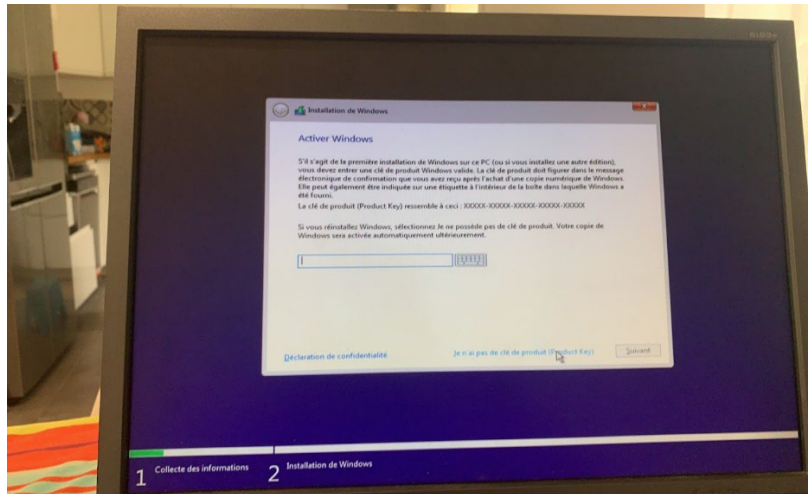 Installation de Windows
Activer Windows
S'il s'agit de la première installation de Windows sur ce PC (ou si vous installez une autre édition),
vous devez entrer une clé de produit Windows valide. La clé de produit doit figurer dans le message
électronique de confirmation que vous avez reçu après l'achat d'une copie numérique de Windows.
Elle peut également être indiquée sur une étiquette à l'intérieur de la boîte dans laquelle Windows a
été fourni.
La clé de produit (Product Key) ressemble à ceci : XXXXX-XXXXX-XXXXX-XXXXX-XXXXX
Si vous réinstallez Windows, sélectionnez Je ne possède pas de clé de produit. Votre copie de
Windows sera activée automatiquement ultérieurement.
Déclaration de confidentialité
Je n'ai pas de clé de produit (Product Key)
Suivant
1 Collecte des informations
2 Installation de Windows